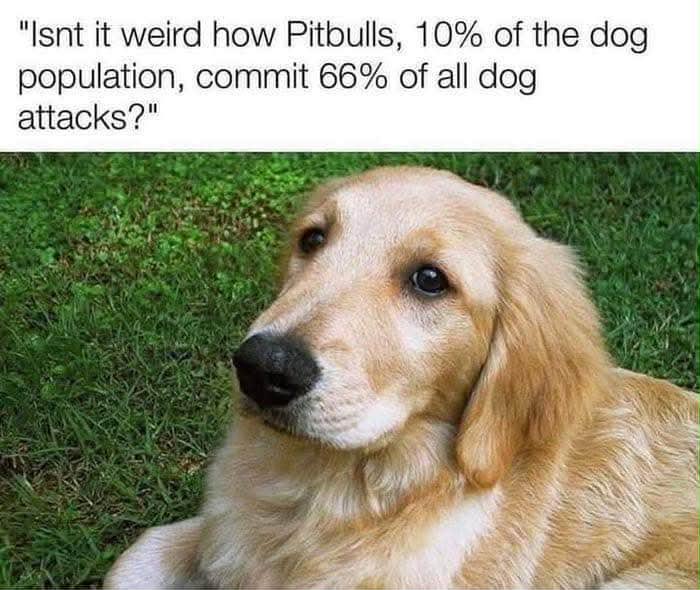 "Isnt it weird how Pitbulls, 10% of the dog
population, commit 66% of all dog
attacks?"